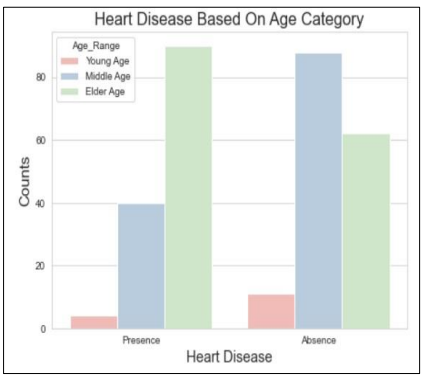 Heart Disease Based On Age Category
Age_Range
Young Age
Middle Age
Elder Age
80
60
40
20
0
Counts
Presence
Absence
Heart Disease